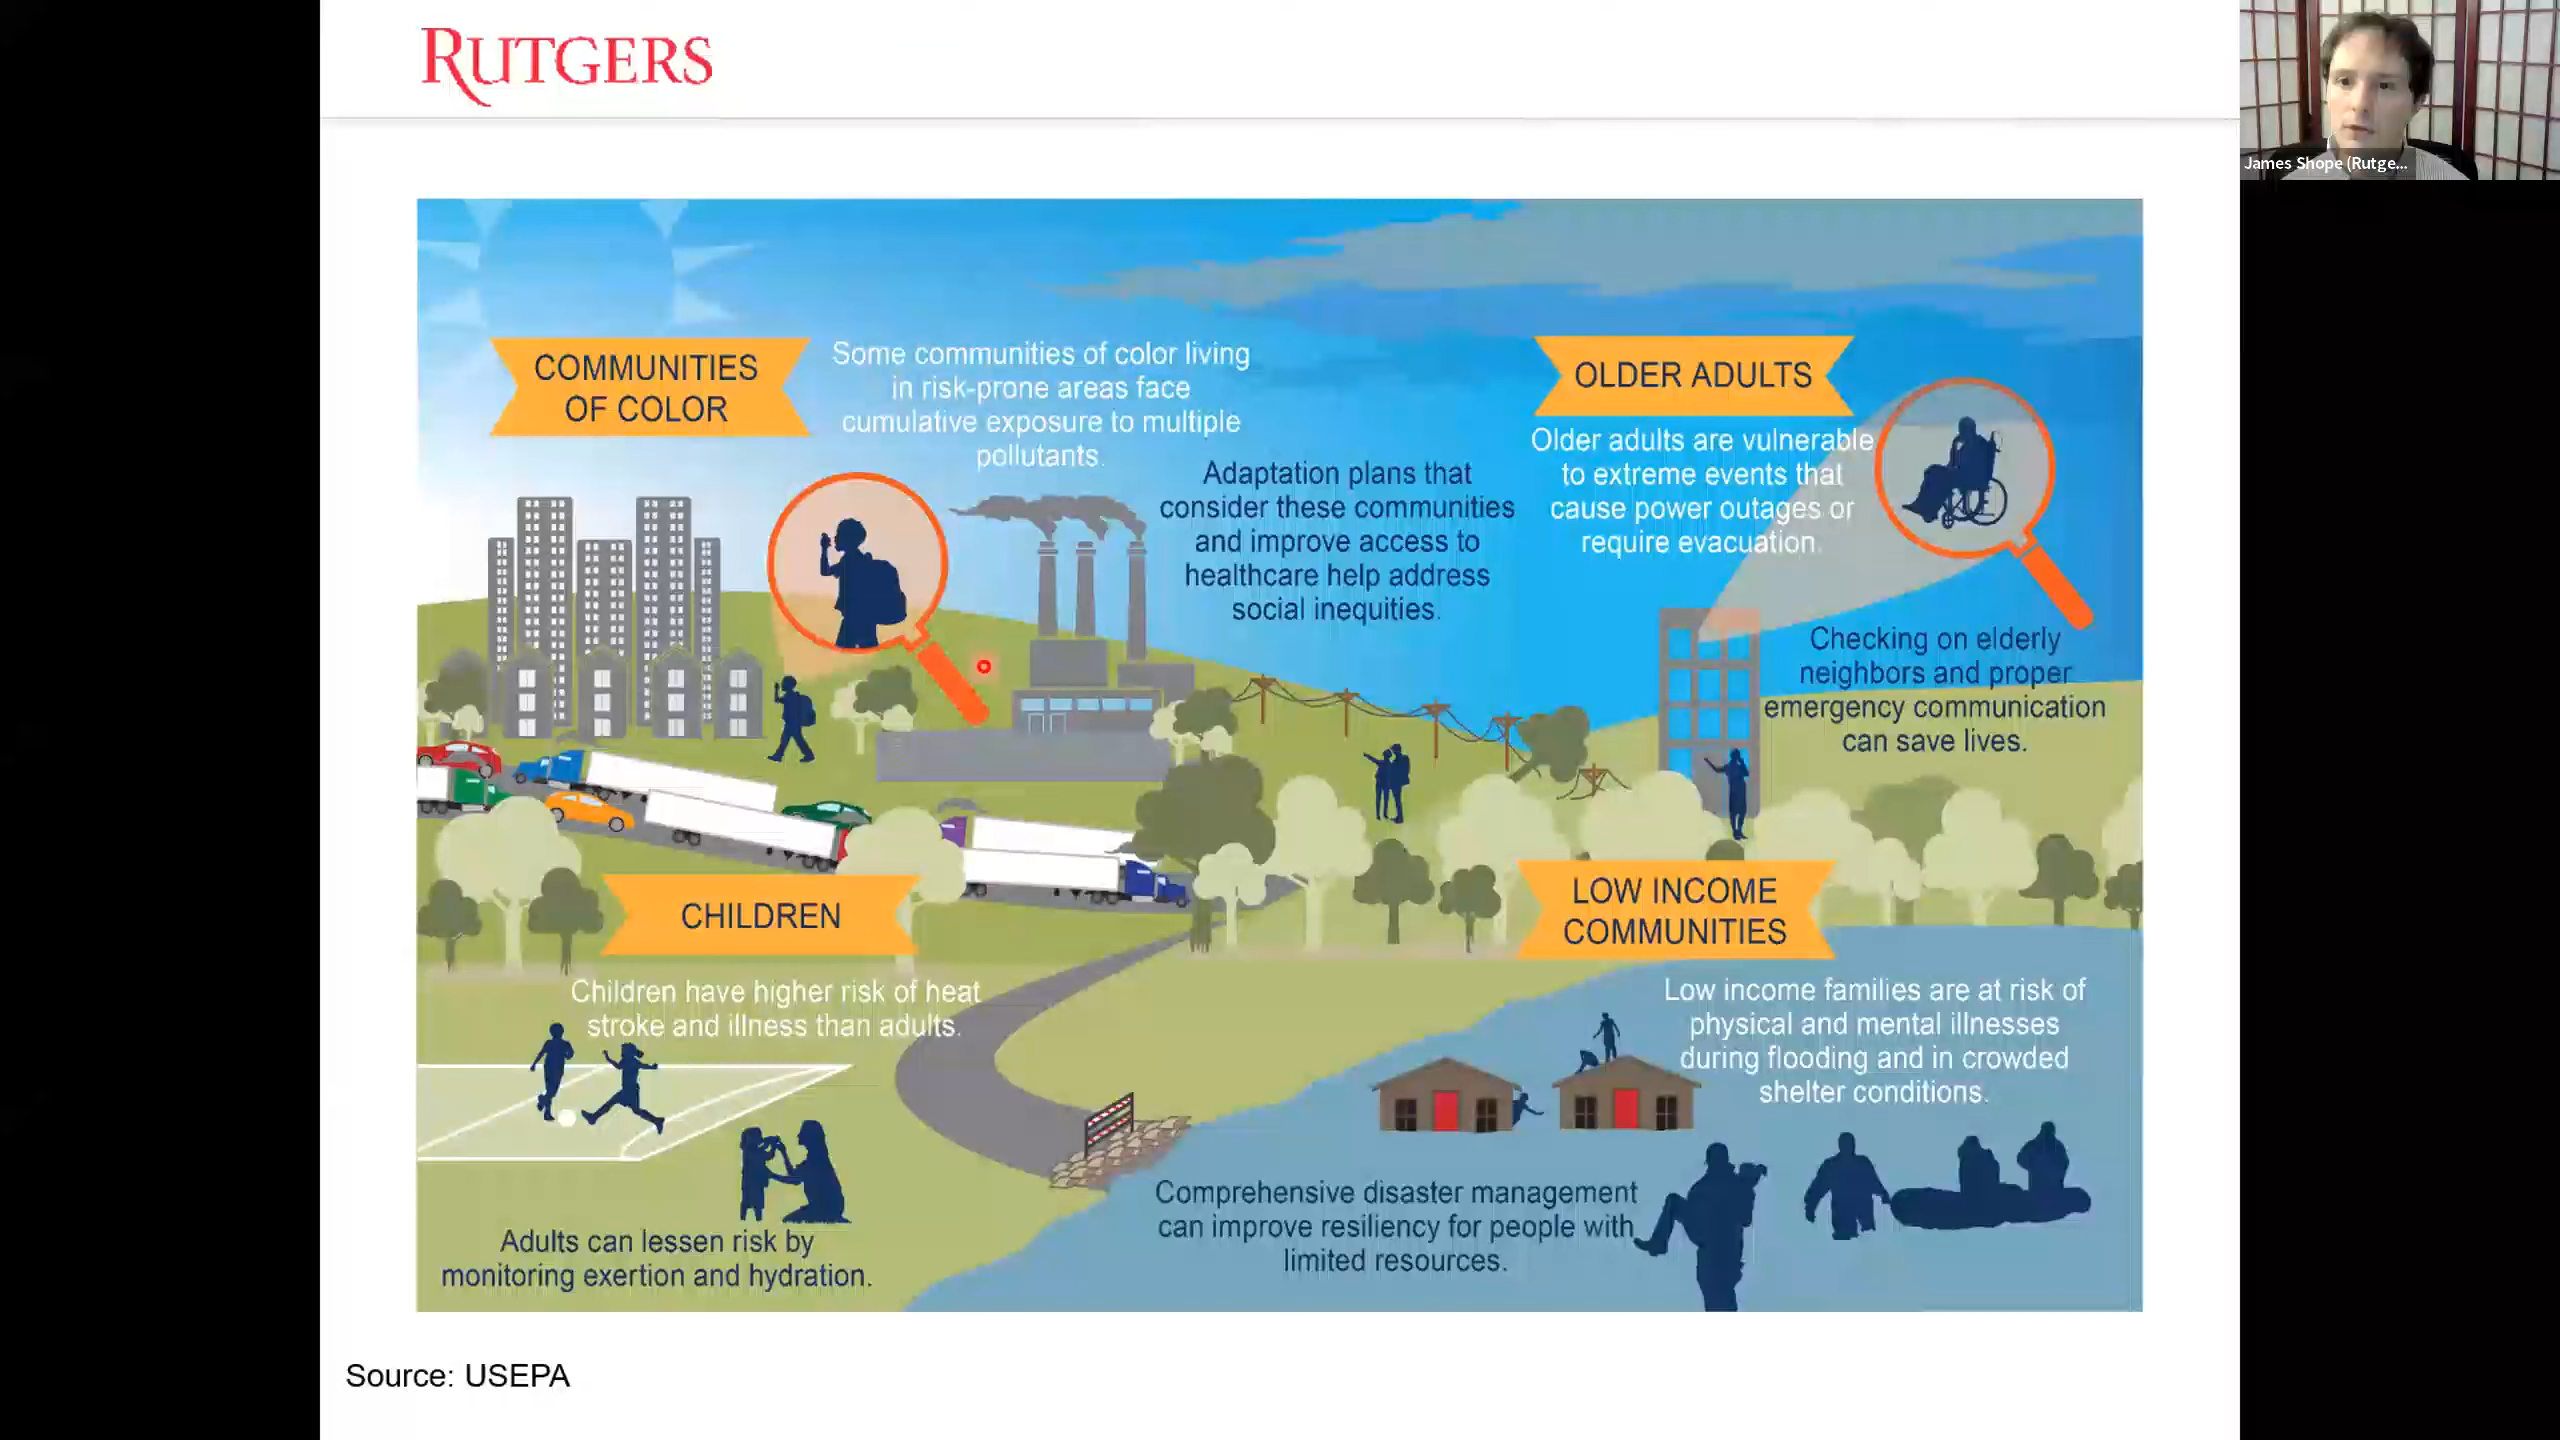 RUTGERS
James Shope (Rutge...
COMMUNITIES
OF COLOR
Some communities of color living
in risk-prone areas face
cumulative exposure to multiple
pollutants.
Adaptation plans that
consider these communities
and improve access to
healthcare help address
social inequities.
OLDER ADULTS
Older adults are vulnerable
to extreme events that
cause power outages or
require evacuation.
Checking on elderly
neighbors and proper
emergency communication
can save lives.
CHILDREN
Children have higher risk of heat
stroke and illness than adults.
Adults can lessen risk by
monitoring exertion and hydration.
LOW INCOME
COMMUNITIES
Low income families are at risk of
physical and mental illnesses
during flooding and in crowded
shelter conditions.
Comprehensive disaster management
can improve resiliency for people with
limited resources.
Source: USEPA